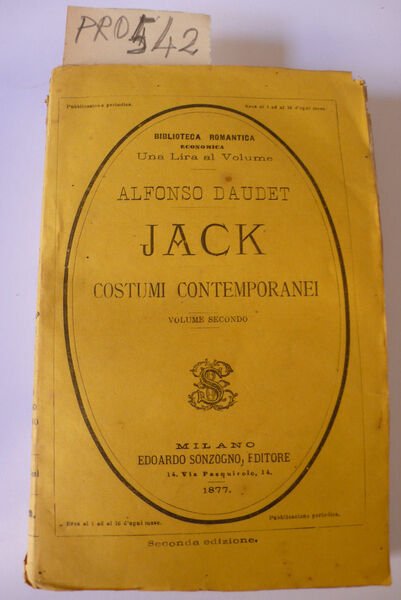 PRO542
Pubblicazione periodica.
Esce al 1 ed al 16 d'ogni mese.
BIBLIOTECA ROMANTICA
ECONOMICA
Una Lira al Volume
ALFONSO DAUDET
JACK
COSTUMI CONTEMPORANEI
VOLUME SECONDO
MILANO
EDOARDO SONZOGNO, EDITORE
14. Via Pasquirolo, 14.
1877.
Esce al 1 ed al 16 d'ogni mese.
Pubblicazione periodica.
Seconda edizione.